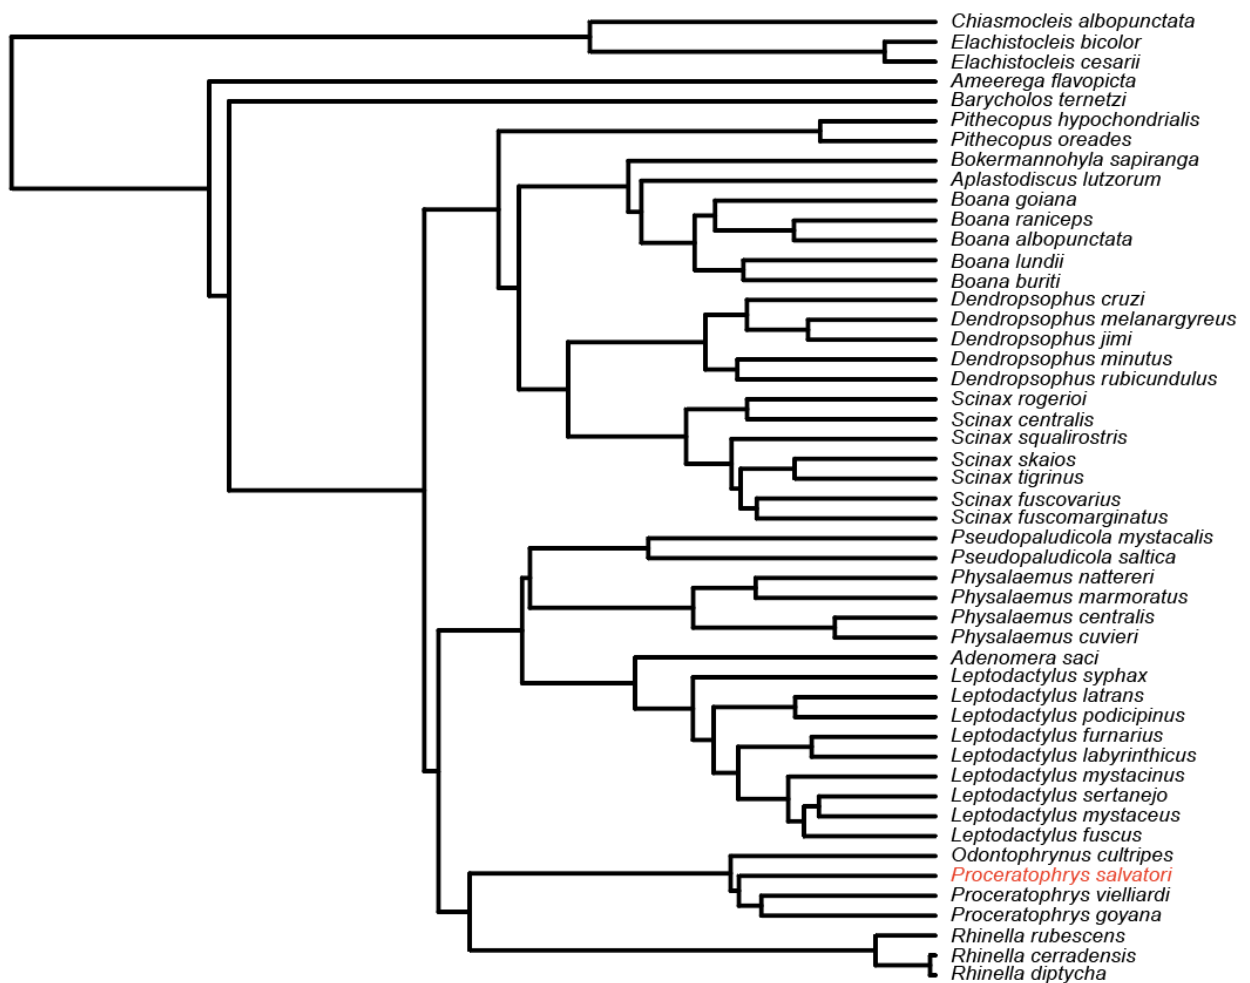 Chiasmocleis albopunctata
Elachistocleis bicolor
Elachistocleis cesarii
Ameerega flavopicta
Barycholos ternetzi
Pithecopus hypochondrialis
Pithecopus oreades
Bokermannohyla sapiranga
Aplastodiscus lutzorum
Boana goiana
Boana raniceps
Boana albopunctata
Boana lundii
Boana buriti
Dendropsophus cruzi
Dendropsophus melanargyreus
Dendropsophus jimi
Dendropsophus minutus
Dendropsophus rubicundulus
Scinax rogerioi
Scinax centralis
Scinax squalirostris
Scinax skaios
Scinax tigrinus
Scinax fuscovarius
Scinax fuscomarginatus
Pseudopaludicola mystacalis
Pseudopaludicola saltica
Physalaemus nattereri
Physalaemus marmoratus
Physalaemus centralis
Physalaemus cuvieri
Adenomera saci
Leptodactylus syphax
Leptodactylus latrans
Leptodactylus podicipinus
Leptodactylus furnarius
Leptodactylus labyrinthicus
Leptodactylus mystacinus
Leptodactylus sertanejo
Leptodactylus mystaceus
Leptodactylus fuscus
Odontophrynus cultripes
Proceratophrys salvatori
Proceratophrys vielliardi
Proceratophrys goyana
Rhinella rubescens
Rhinella cerradensis
Rhinella diptycha